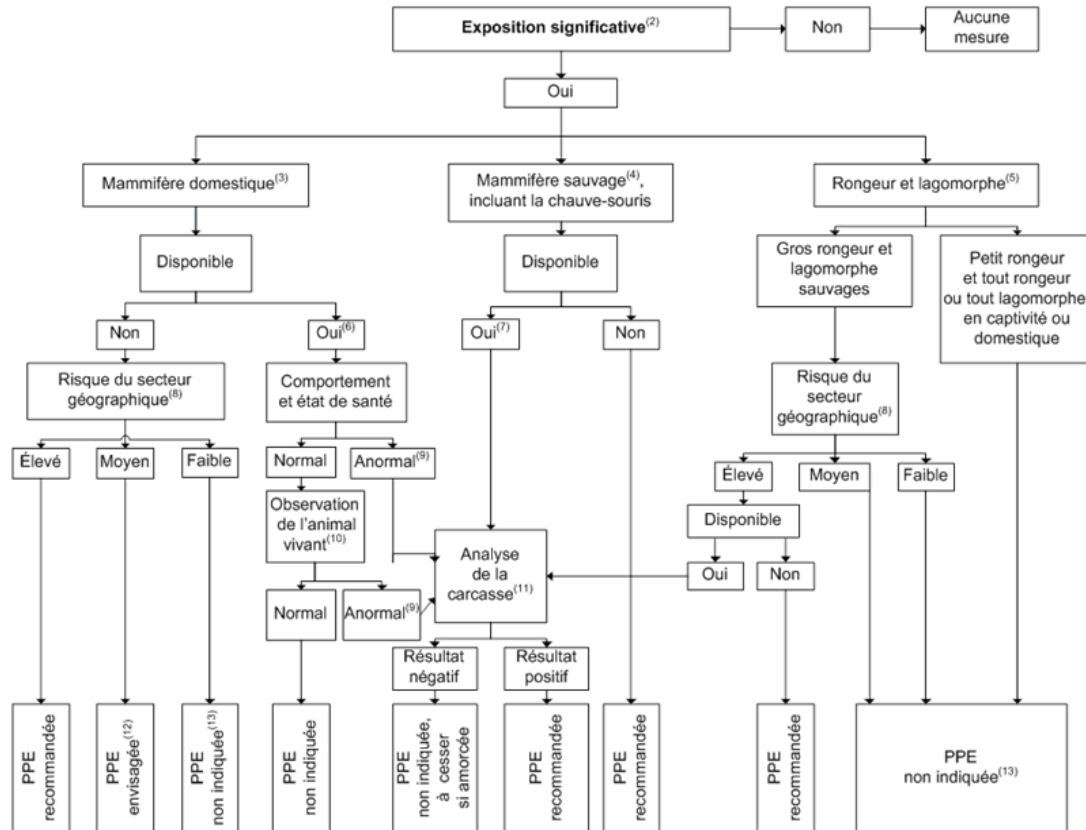 Exposition significative(2)
Non
Aucune
mesure
Oui
Mammifère domestique(3)
Mammifère sauvage(4),
incluant la chauve-souris
Rongeur et lagomorphe(5)
Disponible
Disponible
Gros rongeur et
lagomorphe
sauvages
Petit rongeur
et tout rongeur
ou tout lagomorphe
en captivité ou
domestique
Non
Oui(6)
Oui(7)
Non
Risque du secteur
géographique(8)
Comportement
et état de santé
Risque du
secteur
géographique(8)
Élevé
Moyen
Faible
Normal
Anormal(9)
Élevé
Moyen
Faible
Observation
de l'animal
vivant(10)
Disponible
Analyse
de la
carcasse(11)
Oui
Non
Normal
Anormal(9)
Résultat
négatif
Résultat
positif
PPE
recommandée
PPE
envisagée(12)
PPE
non indiquée(13)
PPE
non indiquée
PPE
non indiquée,
à cesser
si amorcée
PPE
recommandée
PPE
recommandée
PPE
recommandée
PPE
non indiquée(13)